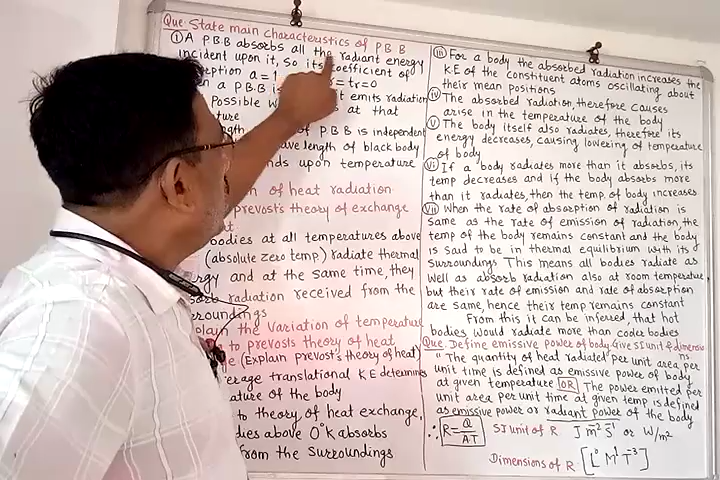 Que: State main characteristics of P B B
① A P.B.B absorbs all the radiant energy
incident upon it, so its coefficient of
a = 1
a P.B.B is = tr = 0
Possible it emits radiation
at that
of P.B.B is independent
length of black body
upon temperature
of heat radiation
prevost's theory of exchange
bodies at all temperatures above
(absolute zero temp) radiate thermal
and at the same time, they
radiation received from the
the variation of temperature
to prevosts theory of heat
(Explain prevost's theory of heat)
translational K E determines
of the body
to theory, of heat exchange,
above 0°K absorbs
from the surroundings
iii For a body the absorbed radiation increases the
K·E of the constituent atoms oscillating about
their mean positions
iv The absorbed radiation, therefore causes
arise in the temperature of the body
v The body itself also radiates, therefore its
energy decreases, causing lowering of temperature
of body
vi If a body radiates more than it absorbs, its
temp decreases and if the body absorbs more
than it radiates, then the temp. of body increases
vii When the rate of absorption of radiation is
same as the rate of emission of radiation, the
temp of the body remains constant and the body
is said to be in thermal equilibrium with its
surroundings This means all bodies radiate as
well as absorb radiation also at room temperature
but their rate of emission and rate of absorption
are same, hence their temp remains constant
From this it can be inferred, that hot
bodies would radiate more than cooler bodies
Que. Define emissive power of body. Give SI unit & dimensions
"The quantity of heat radiated per unit area, per
unit time is defined as emissive power of body
at given temperature OR The power emitted per
unit area per unit time at given temp is defined
as emissive power or radiant power of the body
∴ R = Q/AT SI unit of R J m⁻² S⁻¹ or W/m²
Dimensions of R [L⁰ M¹ T⁻³]